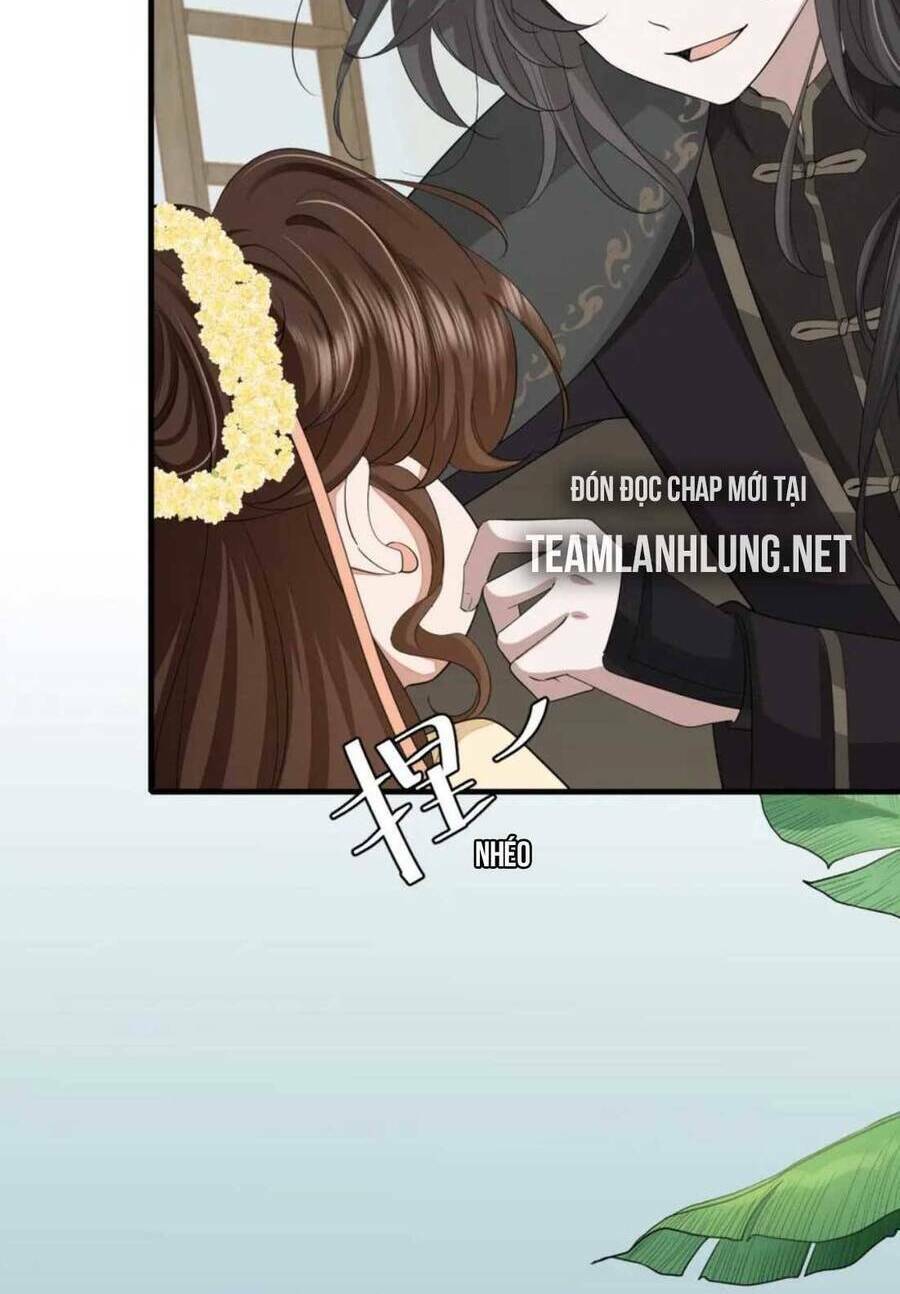 ĐÓN ĐỌC CHAP MỚI TẠI
TEAMLANHLUNG.NET
捏
NHÉO